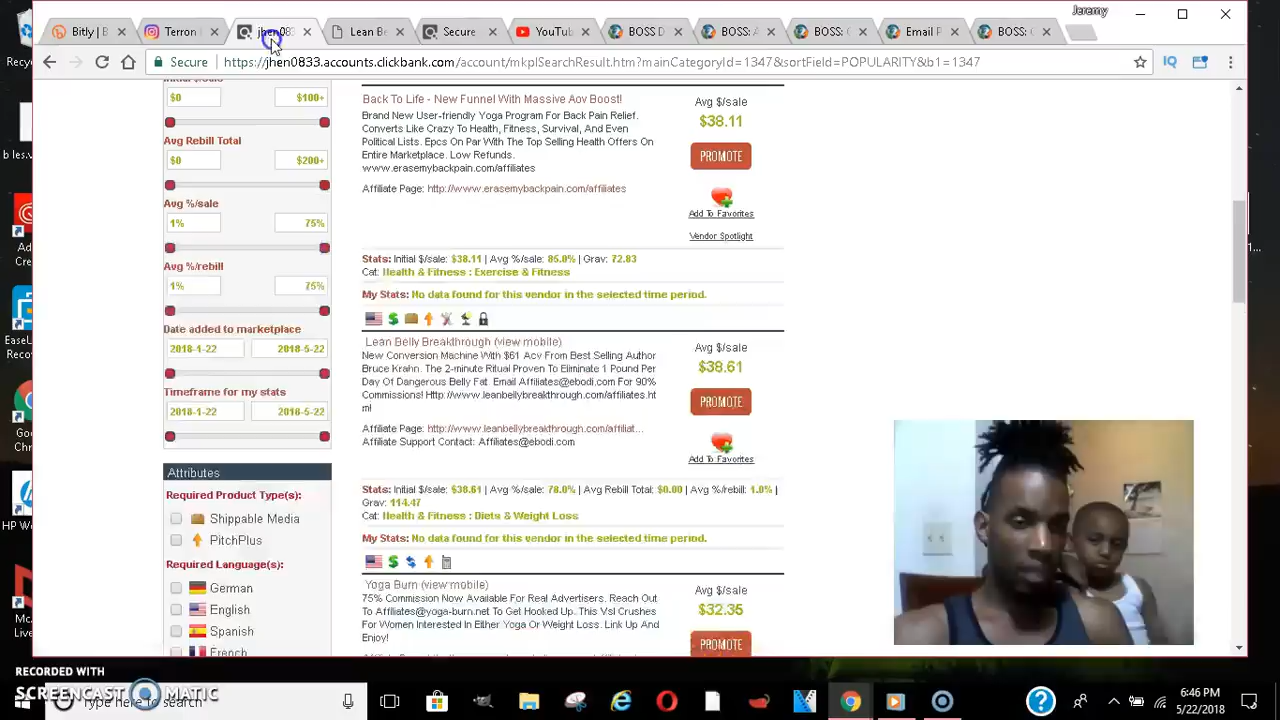 Jeremy
Bitly | B
Terron
jhen083
Lean Be
Secure
YouTu
BOSS D
BOSS: A
BOSS: C
Email P
BOSS: C
Secure
https://jhen0833.accounts.clickbank.com/account/mkplSearchResult.htm?mainCategoryId=1347&sortField=POPULARITY&b1=1347
$0
$100+
Avg Rebill Total
$0
$200+
Avg %/sale
1%
75%
Avg %/rebill
1%
75%
Date added to marketplace
2018-1-22
2018-5-22
Timeframe for my stats
2018-1-22
2018-5-22
Attributes
Required Product Type(s):
Shippable Media
PitchPlus
Required Language(s):
German
English
Spanish
French
Back To Life - New Funnel With Massive Aov Boost!
Brand New User-friendly Yoga Program For Back Pain Relief.
Converts Like Crazy To Health, Fitness, Survival, And Even
Political Lists. Epcs On Par With The Top Selling Health Offers On
Entire Marketplace. Low Refunds.
www.erasemybackpain.com/affiliates
Affiliate Page: http://www.erasemybackpain.com/affiliates
Avg $/sale
$38.11
PROMOTE
Add To Favorites
Vendor Spotlight
Stats: Initial $/sale: $38.11 | Avg %/sale: 85.0% | Grav: 72.83
Cat: Health & Fitness : Exercise & Fitness
My Stats: No data found for this vendor in the selected time period.
Lean Belly Breakthrough (view mobile)
New Conversion Machine With $61 Acv From Best Selling Author
Bruce Krahn. The 2-minute Ritual Proven To Eliminate 1 Pound Per
Day Of Dangerous Belly Fat. Email Affiliates@ebodi.com For 90%
Commissions! Http://www.leanbellybreakthrough.com/affiliates.ht
m!
Affiliate Page: http://www.leanbellybreakthrough.com/affiliat...
Affiliate Support Contact: Affiliates@ebodi.com
Avg $/sale
$38.61
PROMOTE
Add To Favorites
Stats: Initial $/sale: $38.61 | Avg %/sale: 78.0% | Avg Rebill Total: $0.00 | Avg %/rebill: 1.0% |
Grav: 114.47
Cat: Health & Fitness : Diets & Weight Loss
My Stats: No data found for this vendor in the selected time period.
Yoga Burn (view mobile)
75% Commission Now Available For Real Advertisers. Reach Out
To Affiliates@yoga-burn.net To Get Hooked Up. This Vsl Crushes
For Women Interested In Either Yoga Or Weight Loss. Link Up And
Enjoy!
Avg $/sale
$32.35
PROMOTE
RECORDED WITH
SCREENCAST MATIC
Type here to search
6:46 PM
5/22/2018